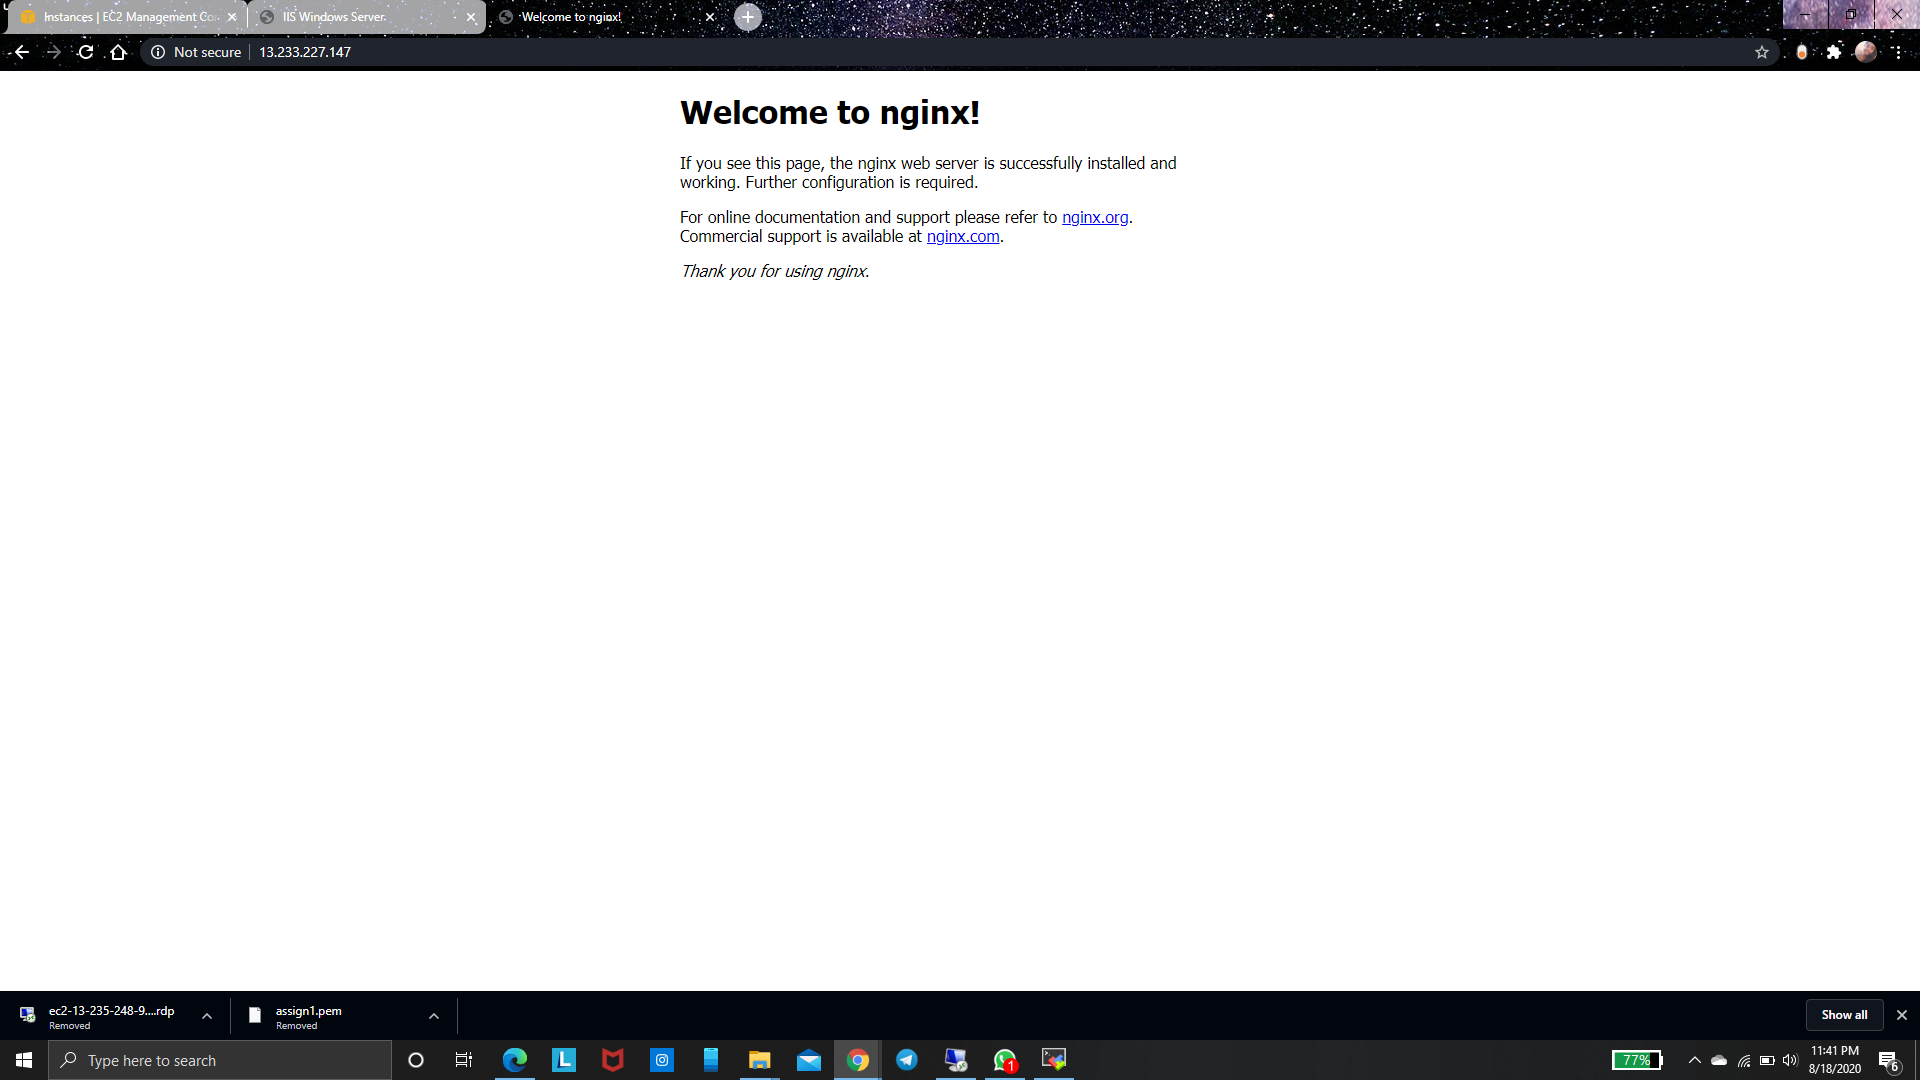 Instances | EC2 Management Co
IIS Windows Server
Welcome to nginx!
Not secure
13.233.227.147
Welcome to nginx!
If you see this page, the nginx web server is successfully installed and
working. Further configuration is required.
For online documentation and support please refer to nginx.org.
Commercial support is available at nginx.com.
Thank you for using nginx.
ec2-13-235-248-9....rdp
Removed
assign1.pem
Removed
Show all
Type here to search
L
1
77%
11:41 PM
8/18/2020
6